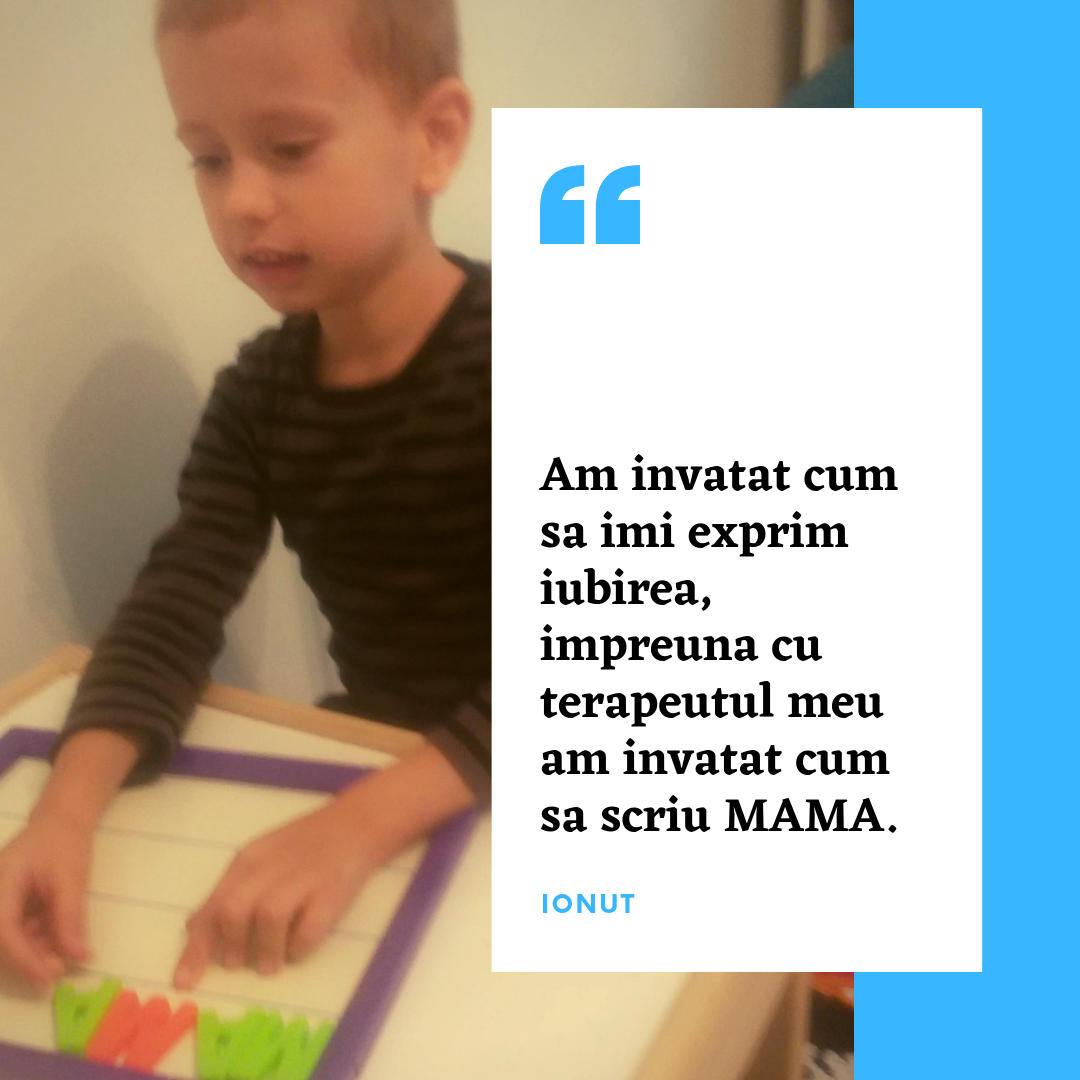 Am invatat cum
sa imi exprim
iubirea,
impreuna cu
terapeutul meu
am invatat cum
sa scriu MAMA.
IONUT